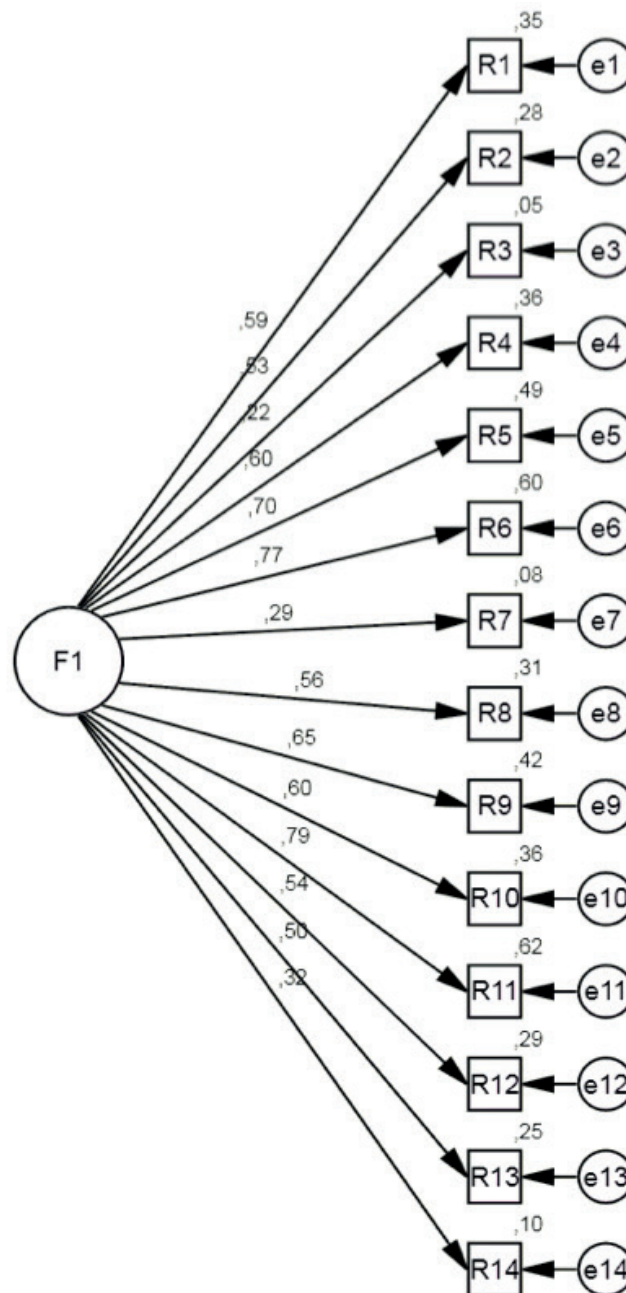 ,35
R1 e1
,28
R2 e2
,05
R3 e3
,36
R4 e4
,49
R5 e5
,60
R6 e6
,08
R7 e7
,31
R8 e8
,42
R9 e9
,36
R10 e10
,62
R11 e11
,29
R12 e12
,25
R13 e13
,10
R14 e14
,59
,53
,22
,60
,70
,77
,29
,56
,65
,60
,79
,54
,50
,32
F1